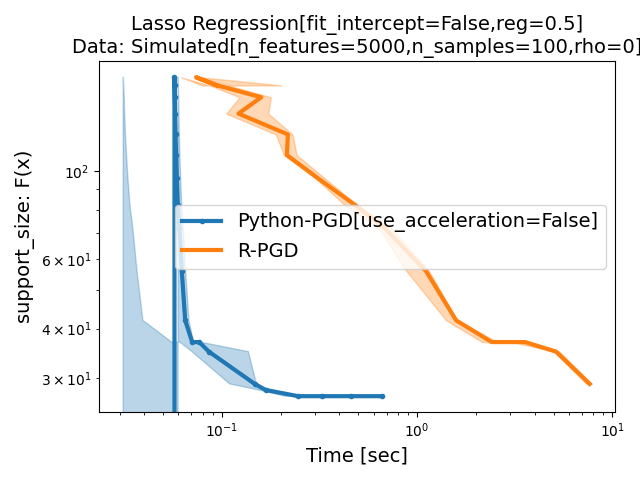 Lasso Regression[fit_intercept=False,reg=0.5]
Data: Simulated[n_features=5000,n_samples=100,rho=0]
support_size: F(x)
10²
6 × 10¹
4 × 10¹
3 × 10¹
Python-PGD[use_acceleration=False]
R-PGD
10⁻¹ 10⁰ 10¹
Time [sec]